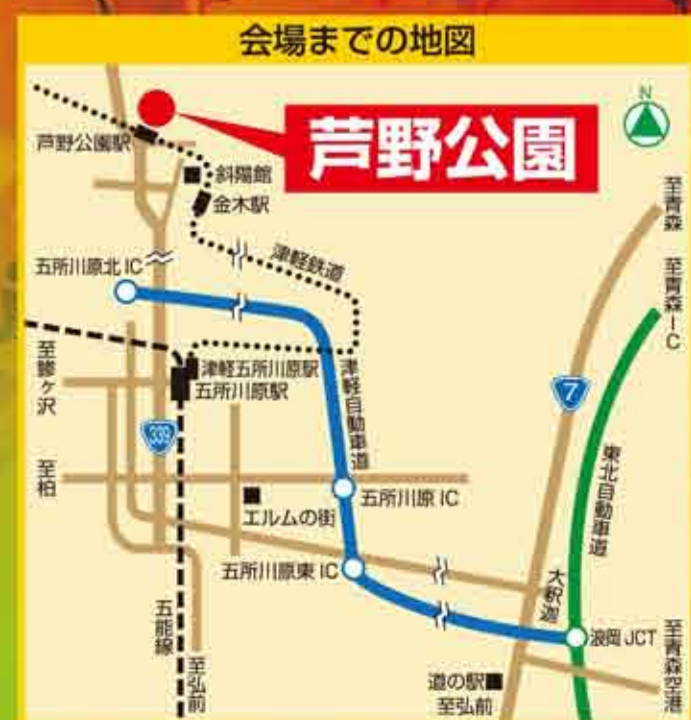 会場までの地図
N
芦野公園
芦野公園駅
斜陽館
金木駅
至青森
至青森IC
津軽鉄道
五所川原北IC
至鰺ヶ沢
津軽五所川原駅
五所川原駅
津軽自動車道
7
339
東北自動車道
至柏
五所川原IC
エルムの街
五所川原東IC
大釈迦
五能線
浪岡JCT
至青森空港
至弘前
道の駅
至弘前